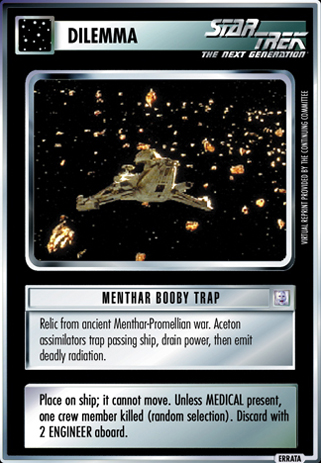 DILEMMA
STAR TREK
THE NEXT GENERATION
VIRTUAL REPRINT PROVIDED BY THE CONTINUING COMMITTEE
MENTHAR BOOBY TRAP
Relic from ancient Menthar-Promellian war. Aceton
assimilators trap passing ship, drain power, then emit
deadly radiation.
Place on ship; it cannot move. Unless MEDICAL present,
one crew member killed (random selection). Discard with
2 ENGINEER aboard.
ERRATA